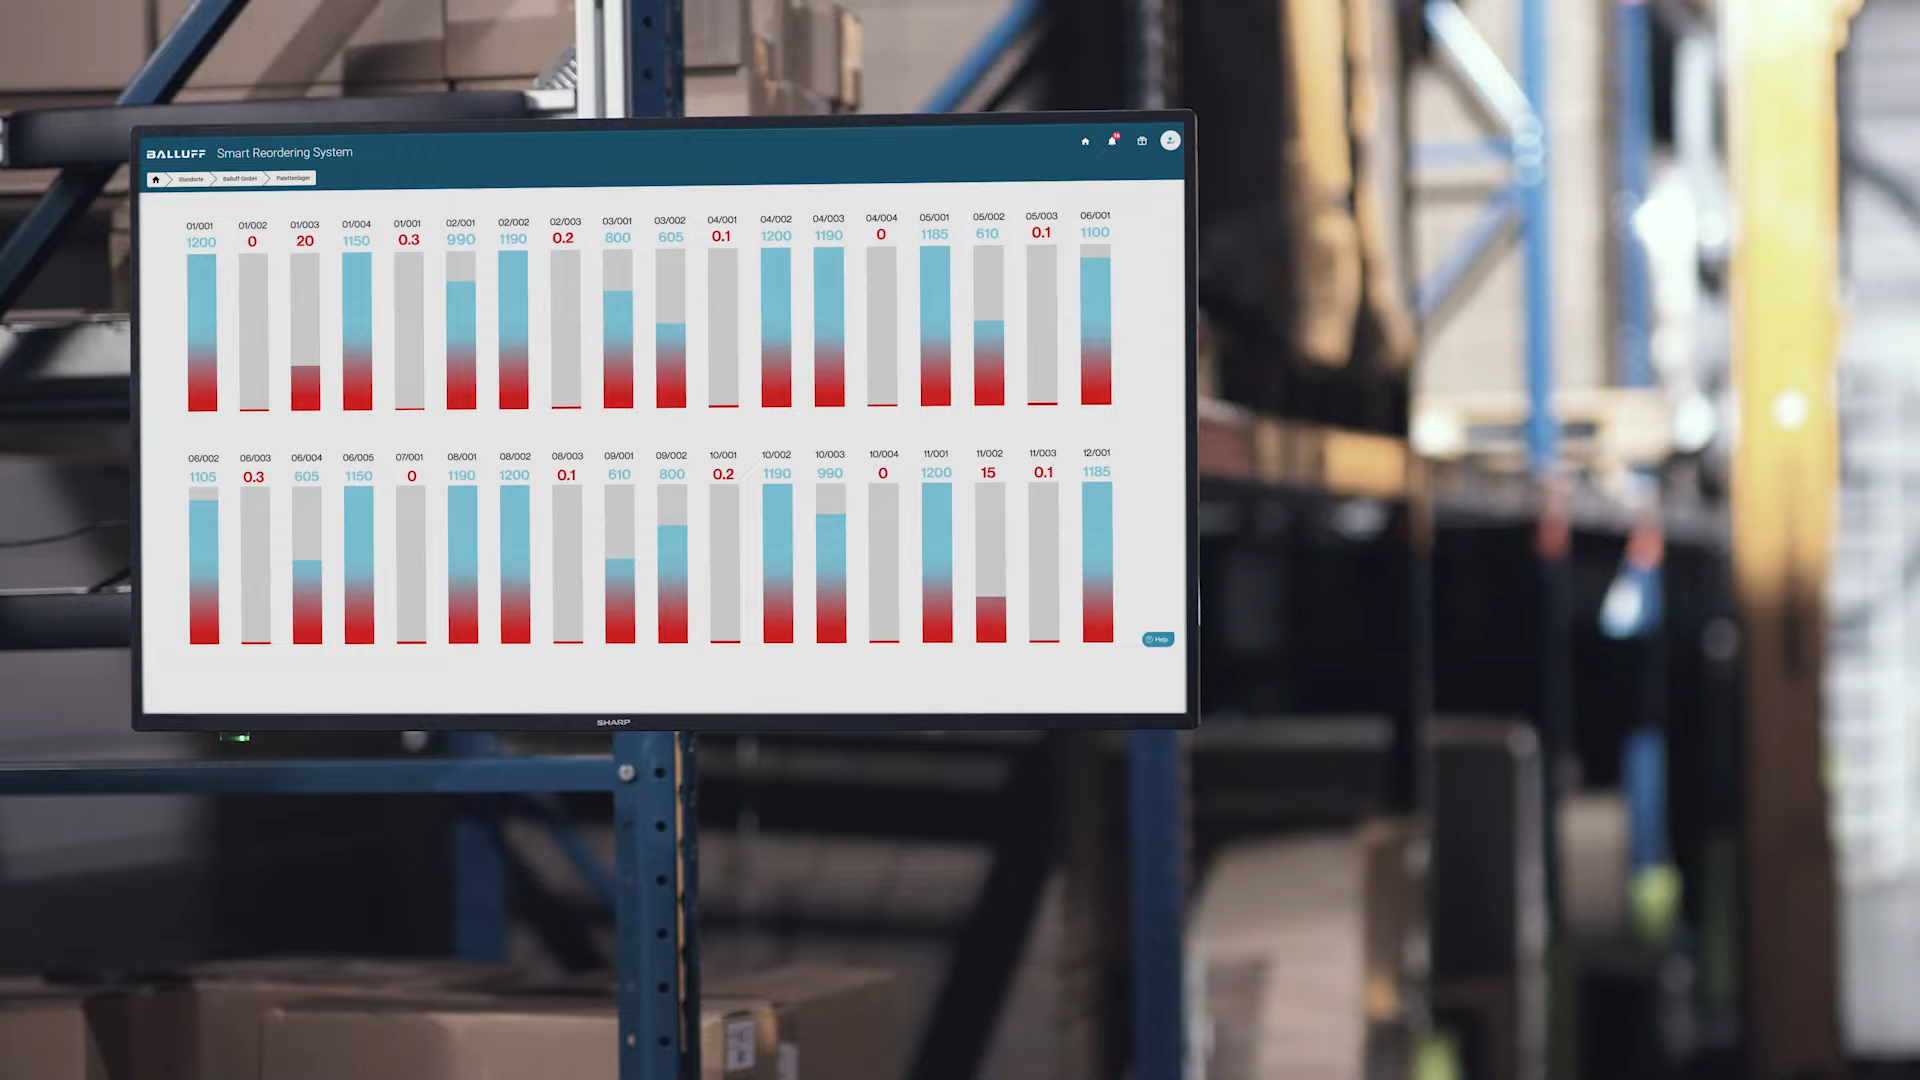 16
BALLUFF Smart Reordering System
Standorte Balluff GmbH Palettenlager
01/001 01/002 01/003 01/004 01/001 02/001 02/002 02/003 03/001 03/002 04/001 04/002 04/003 04/004 05/001 05/002 05/003 06/001
1200 0 20 1150 0.3 990 1190 0.2 800 605 0.1 1200 1190 0 1185 610 0.1 1100
06/002 06/003 06/004 06/005 07/001 08/001 08/002 08/003 09/001 09/002 10/001 10/002 10/003 10/004 11/001 11/002 11/003 12/001
1105 0.3 605 1150 0 1190 1200 0.1 610 800 0.2 1190 990 0 1200 15 0.1 1185
? Help
SHARP